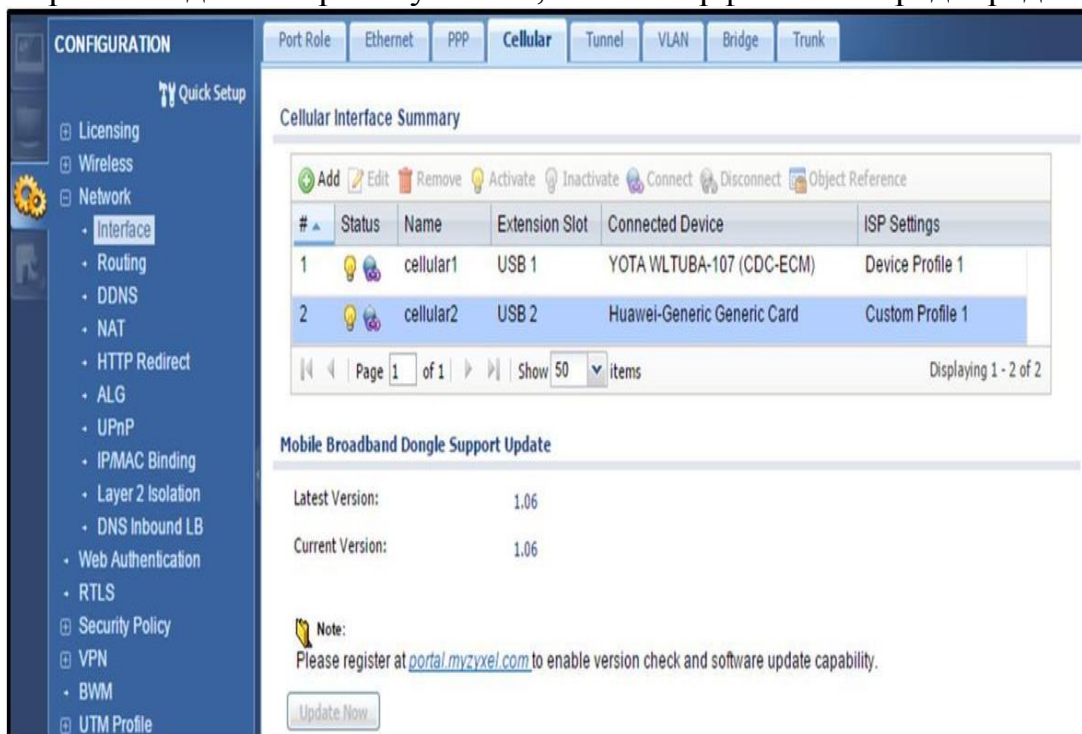 CONFIGURATION
Quick Setup
Licensing
Wireless
Network
Interface
Routing
DDNS
NAT
HTTP Redirect
ALG
UPnP
IP/MAC Binding
Layer 2 Isolation
DNS Inbound LB
Web Authentication
RTLS
Security Policy
VPN
BWM
UTM Profile
Port Role Ethernet PPP Cellular Tunnel VLAN Bridge Trunk
Cellular Interface Summary
Add Edit Remove Activate Inactivate Connect Disconnect Object Reference
# Status Name Extension Slot Connected Device ISP Settings
1 cellular1 USB 1 YOTA WLTUBA-107 (CDC-ECM) Device Profile 1
2 cellular2 USB 2 Huawei-Generic Generic Card Custom Profile 1
Page 1 of 1 Show 50 items Displaying 1 - 2 of 2
Mobile Broadband Dongle Support Update
Latest Version: 1.06
Current Version: 1.06
Note:
Please register at portal.myzyxel.com to enable version check and software update capability.
Update Now